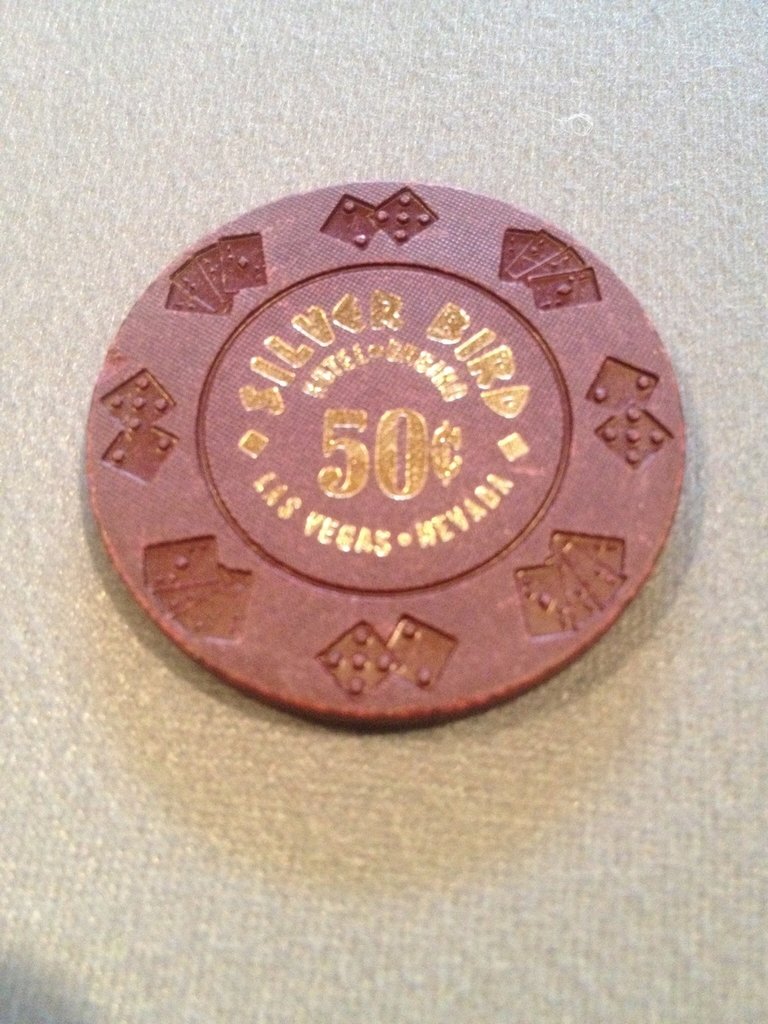 SILVER BIRD
HOTEL • CASINO
50¢
LAS VEGAS • NEVADA